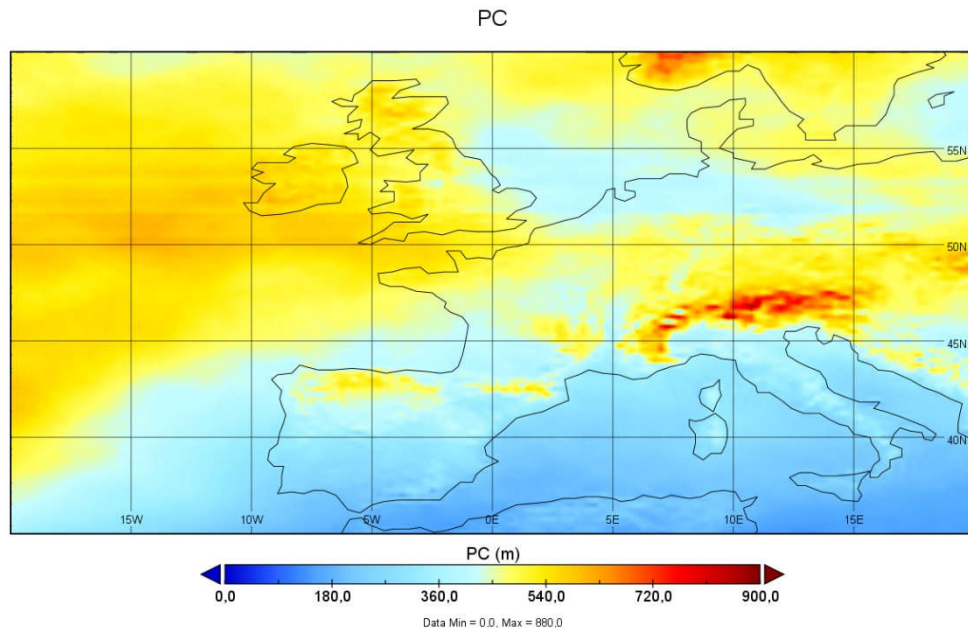 PC
55N
50N
45N
40N
15W
10W
5W
0E
5E
10E
15E
PC (m)
0,0
180,0
360,0
540,0
720,0
900,0
Data Min = 0,0, Max = 880,0